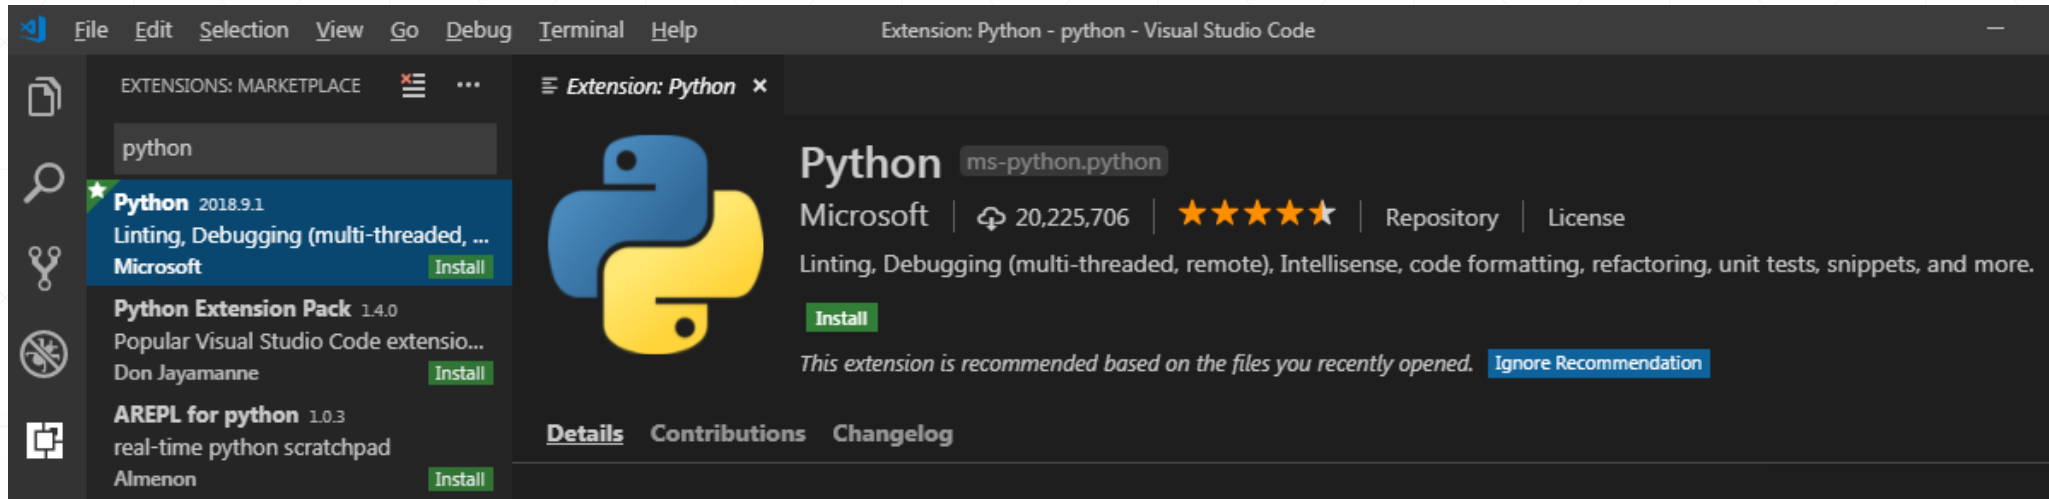 File Edit Selection View Go Debug Terminal Help Extension: Python - python - Visual Studio Code
EXTENSIONS: MARKETPLACE
python
Python 2018.9.1
Linting, Debugging (multi-threaded, ...
Microsoft Install
Python Extension Pack 1.4.0
Popular Visual Studio Code extensio...
Don Jayamanne Install
AREPL for python 1.0.3
real-time python scratchpad
Almenon Install
Extension: Python
Python ms-python.python
Microsoft 20,225,706 Repository License
Linting, Debugging (multi-threaded, remote), Intellisense, code formatting, refactoring, unit tests, snippets, and more.
Install
This extension is recommended based on the files you recently opened. Ignore Recommendation
Details Contributions Changelog